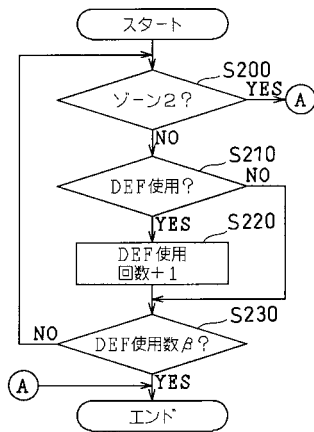 スタート
S200
ゾーン2?
YES
A
NO
S210
DEF使用?
NO
YES
S220
DEF使用
回数+1
S230
NO
DEF使用数β?
A
YES
エンド